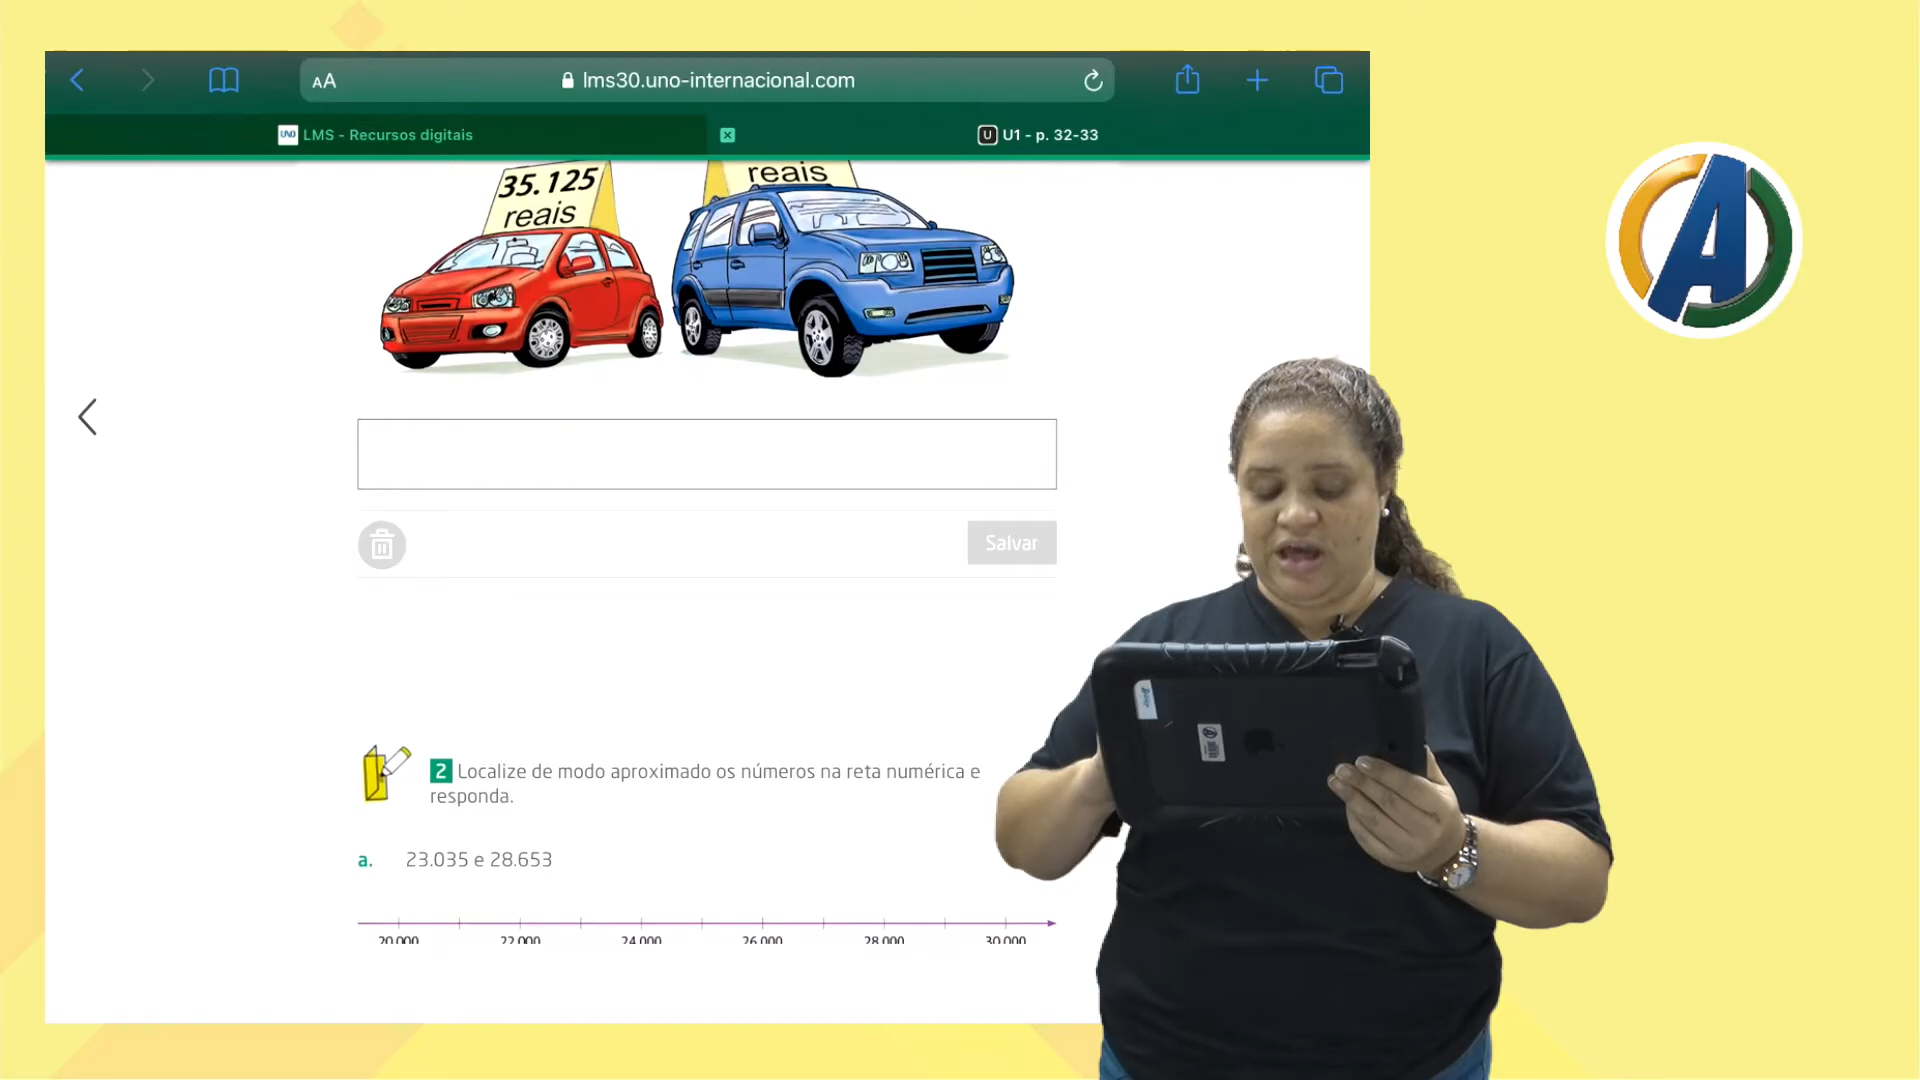 AA
lms30.uno-internacional.com
UNO LMS - Recursos digitais
U U1 - p. 32-33
35.125
reais
reais
Salvar
2 Localize de modo aproximado os números na reta numérica e
responda.
a. 23.035 e 28.653
20.000 22.000 24.000 26.000 28.000 30.000
A